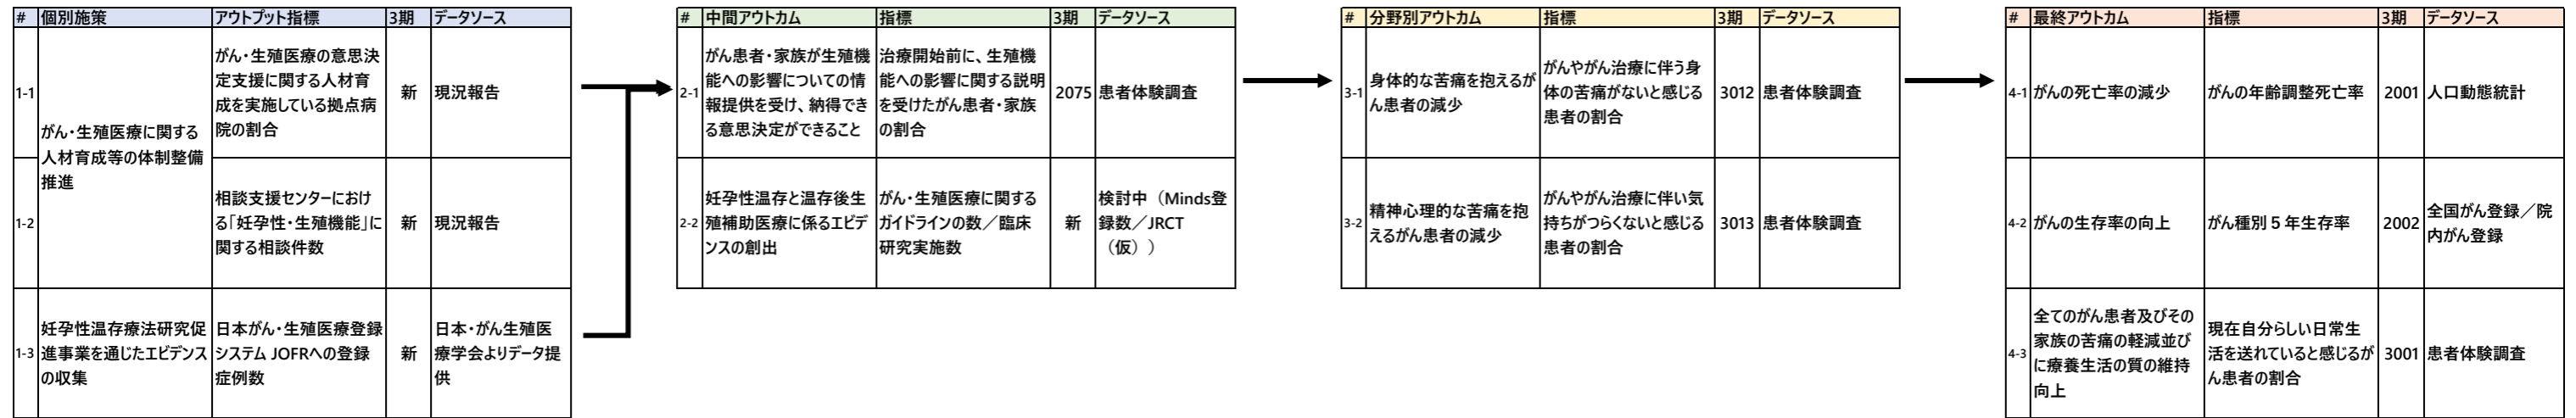 # 個別施策 アウトプット指標 3期 データソース
1-1
がん・生殖医療に関する
人材育成等の体制整備
推進
がん・生殖医療の意思決
定支援に関する人材育
成を実施している拠点病
院の割合
新
現況報告
1-2
相談支援センターにおけ
る「妊孕性・生殖機能」に
関する相談件数
新
現況報告
1-3
妊孕性温存療法研究促
進事業を通じたエビデンス
の収集
日本がん・生殖医療登録
システム JOFRへの登録
症例数
新
日本・がん生殖医
療学会よりデータ提
供
# 中間アウトカム 指標 3期 データソース
2-1
がん患者・家族が生殖機
能への影響についての情
報提供を受け、納得でき
る意思決定ができること
治療開始前に、生殖機
能への影響に関する説明
を受けたがん患者・家族
の割合
2075
患者体験調査
2-2
妊孕性温存と温存後生
殖補助医療に係るエビデ
ンスの創出
がん・生殖医療に関する
ガイドラインの数／臨床
研究実施数
新
検討中（Minds登
録数／JRCT
（仮））
# 分野別アウトカム 指標 3期 データソース
3-1
身体的な苦痛を抱えるが
ん患者の減少
がんやがん治療に伴う身
体の苦痛がないと感じる
患者の割合
3012
患者体験調査
3-2
精神心理的な苦痛を抱
えるがん患者の減少
がんやがん治療に伴い気
持ちがつらくないと感じる
患者の割合
3013
患者体験調査
# 最終アウトカム 指標 3期 データソース
4-1
がんの死亡率の減少
がんの年齢調整死亡率
2001
人口動態統計
4-2
がんの生存率の向上
がん種別５年生存率
2002
全国がん登録／院
内がん登録
4-3
全てのがん患者及びその
家族の苦痛の軽減並び
に療養生活の質の維持
向上
現在自分らしい日常生
活を送れていると感じるが
ん患者の割合
3001
患者体験調査